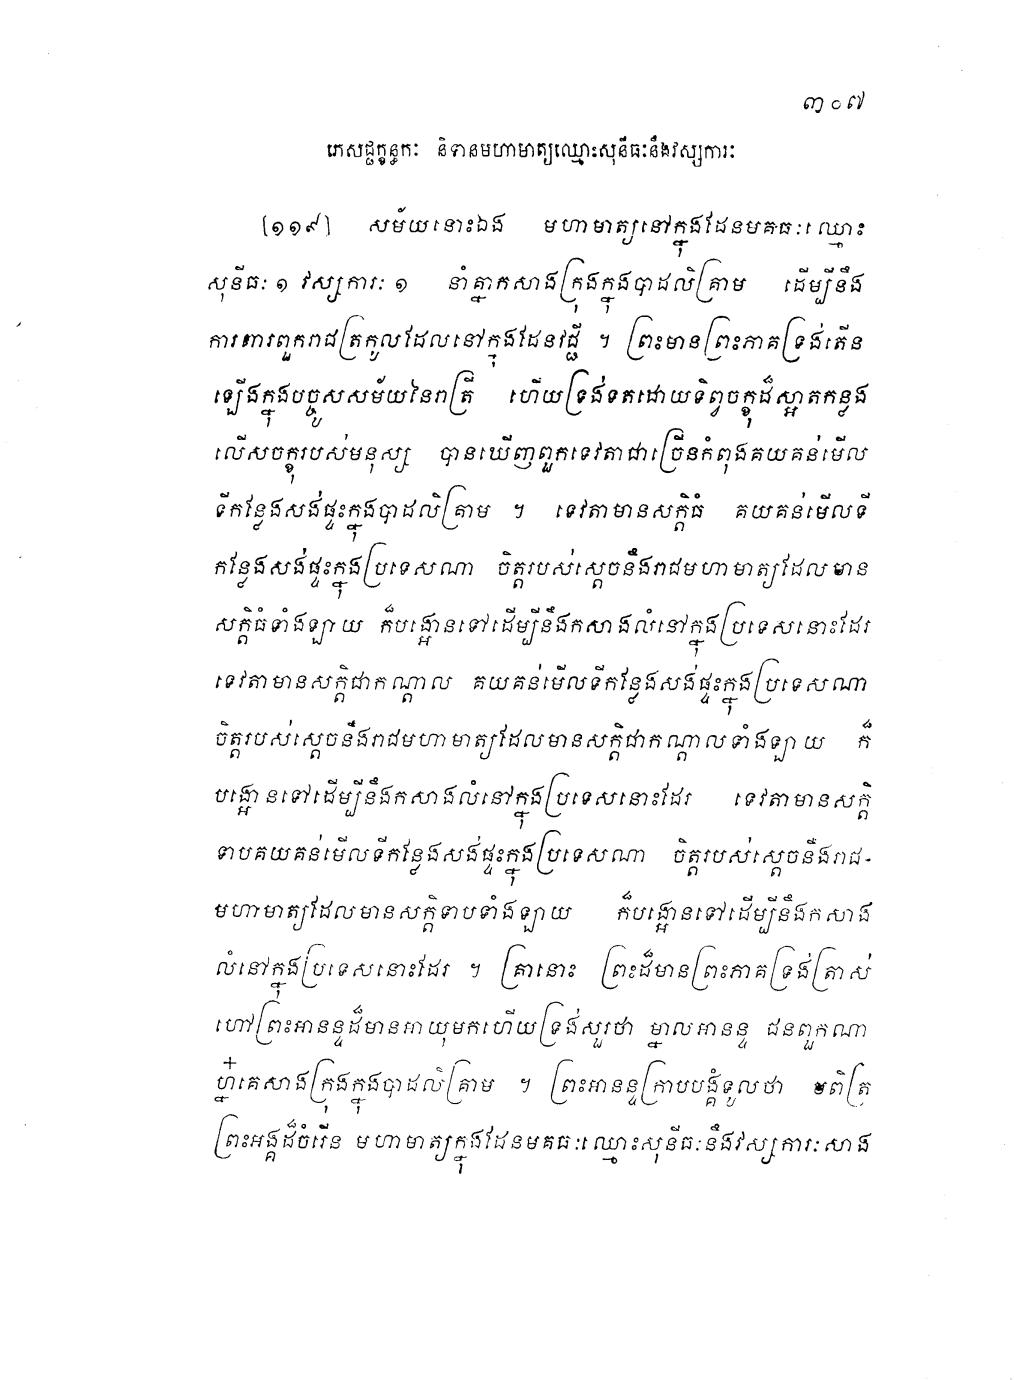 ៣០៧
ភេសជ្ជក្ខន្ធកៈ និទានមហាមាត្យឈ្មោះសុនីធៈនឹងវស្សការៈ
[១១៩] សម័យនោះឯង មហាមាត្យនៅក្នុងដែនមគធៈ ឈ្មោះ
សុនីធៈ ១ វស្សការៈ ១ នាំគ្នាកសាងក្រុងក្នុងបាដលិគ្រាម ដើម្បីនឹង
ការពារពួករាជត្រកូលដែលនៅក្នុងដែនវជ្ជី ។ ព្រះមានព្រះភាគទ្រង់តើន
ឡើងក្នុងបច្ចូសសម័យនៃរាត្រី ហើយទ្រង់ទតដោយទិព្វចក្ខុដ៏ស្អាតកន្លង
លើសចក្ខុរបស់មនុស្ស បានឃើញពួកទេវតាជាច្រើនកំពុងគយគន់មើល
ទីកន្លែងសង់ផ្ទះក្នុងបាដលិគ្រាម ។ ទេវតាមានសក្តិធំ គយគន់មើលទី
កន្លែងសង់ផ្ទះក្នុងប្រទេសណា ចិត្តរបស់ស្តេចនឹងរាជមហាមាត្យដែលមាន
សក្តិធំទាំងឡាយ ក៏បង្អោនទៅដើម្បីនឹងកសាងលំនៅក្នុងប្រទេសនោះដែរ
ទេវតាមានសក្តិជាកណ្តាល គយគន់មើលទីកន្លែងសង់ផ្ទះក្នុងប្រទេសណា
ចិត្តរបស់ស្តេចនឹងរាជមហាមាត្យដែលមានសក្តិជាកណ្តាលទាំងឡាយ ក៏
បង្អោនទៅដើម្បីនឹងកសាងលំនៅក្នុងប្រទេសនោះដែរ ទេវតាមានសក្តិ
ទាបគយគន់មើលទីកន្លែងសង់ផ្ទះក្នុងប្រទេសណា ចិត្តរបស់ស្តេចនឹងរាជ-
មហាមាត្យដែលមានសក្តិទាបទាំងឡាយ ក៏បង្អោនទៅដើម្បីនឹងកសាង
លំនៅក្នុងប្រទេសនោះដែរ ។ គ្រានោះ ព្រះដ៏មានព្រះភាគទ្រង់ត្រាស់
ហៅព្រះអានន្ទដ៏មានអាយុមកហើយទ្រង់សួរថា ម្នាលអានន្ទ ជនពួកណា
ហ្ន៎គេសាងក្រុងក្នុងបាដលិគ្រាម ។ ព្រះអានន្ទក្រាបបង្គំទូលថា បពិត្រ
ព្រះអង្គដ៏ចំរើន មហាមាត្យក្នុងដែនមគធៈឈ្មោះសុនីធៈនឹងវស្សការៈសាង